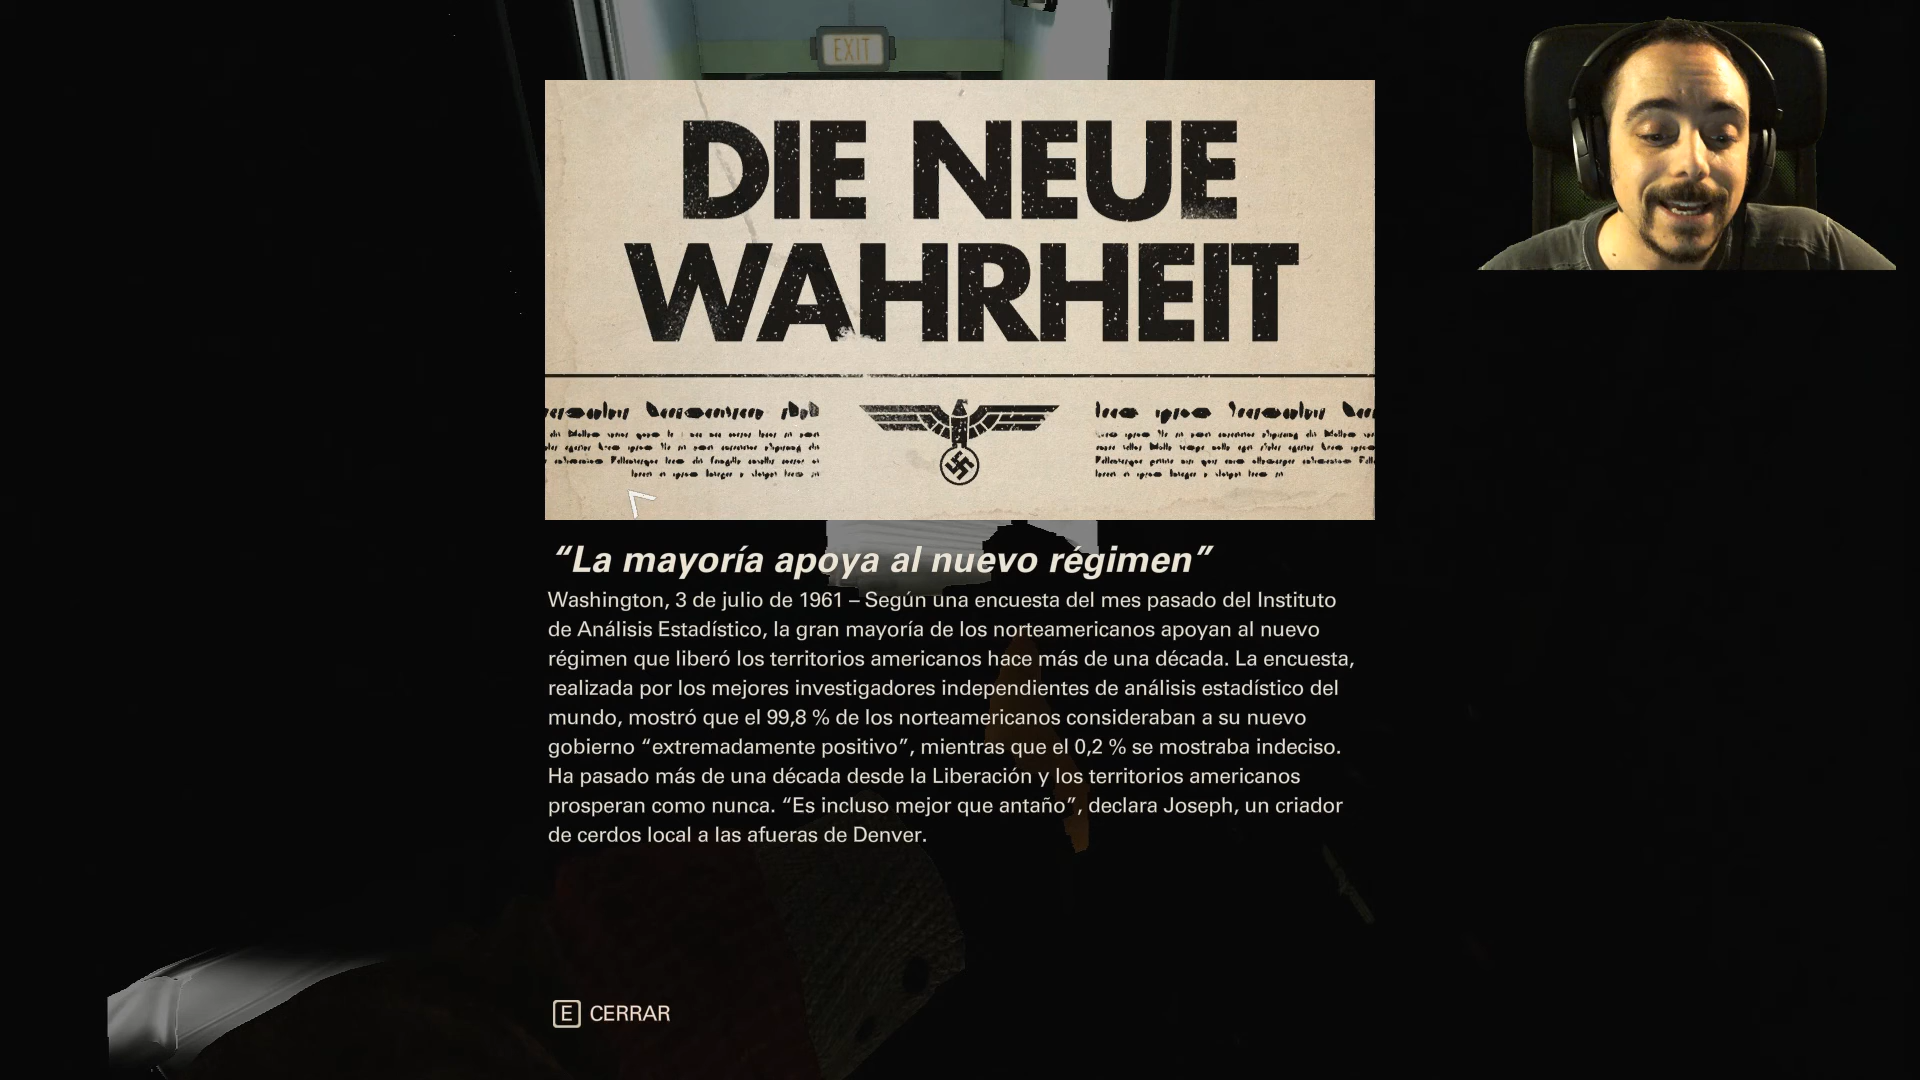 EXIT
DIE NEUE
WAHRHEIT
“La mayoría apoya al nuevo régimen”
Washington, 3 de julio de 1961 – Según una encuesta del mes pasado del Instituto
de Análisis Estadístico, la gran mayoría de los norteamericanos apoyan al nuevo
régimen que liberó los territorios americanos hace más de una década. La encuesta,
realizada por los mejores investigadores independientes de análisis estadístico del
mundo, mostró que el 99,8 % de los norteamericanos consideraban a su nuevo
gobierno “extremadamente positivo”, mientras que el 0,2 % se mostraba indeciso.
Ha pasado más de una década desde la Liberación y los territorios americanos
prosperan como nunca. “Es incluso mejor que antaño”, declara Joseph, un criador
de cerdos local a las afueras de Denver.
E CERRAR